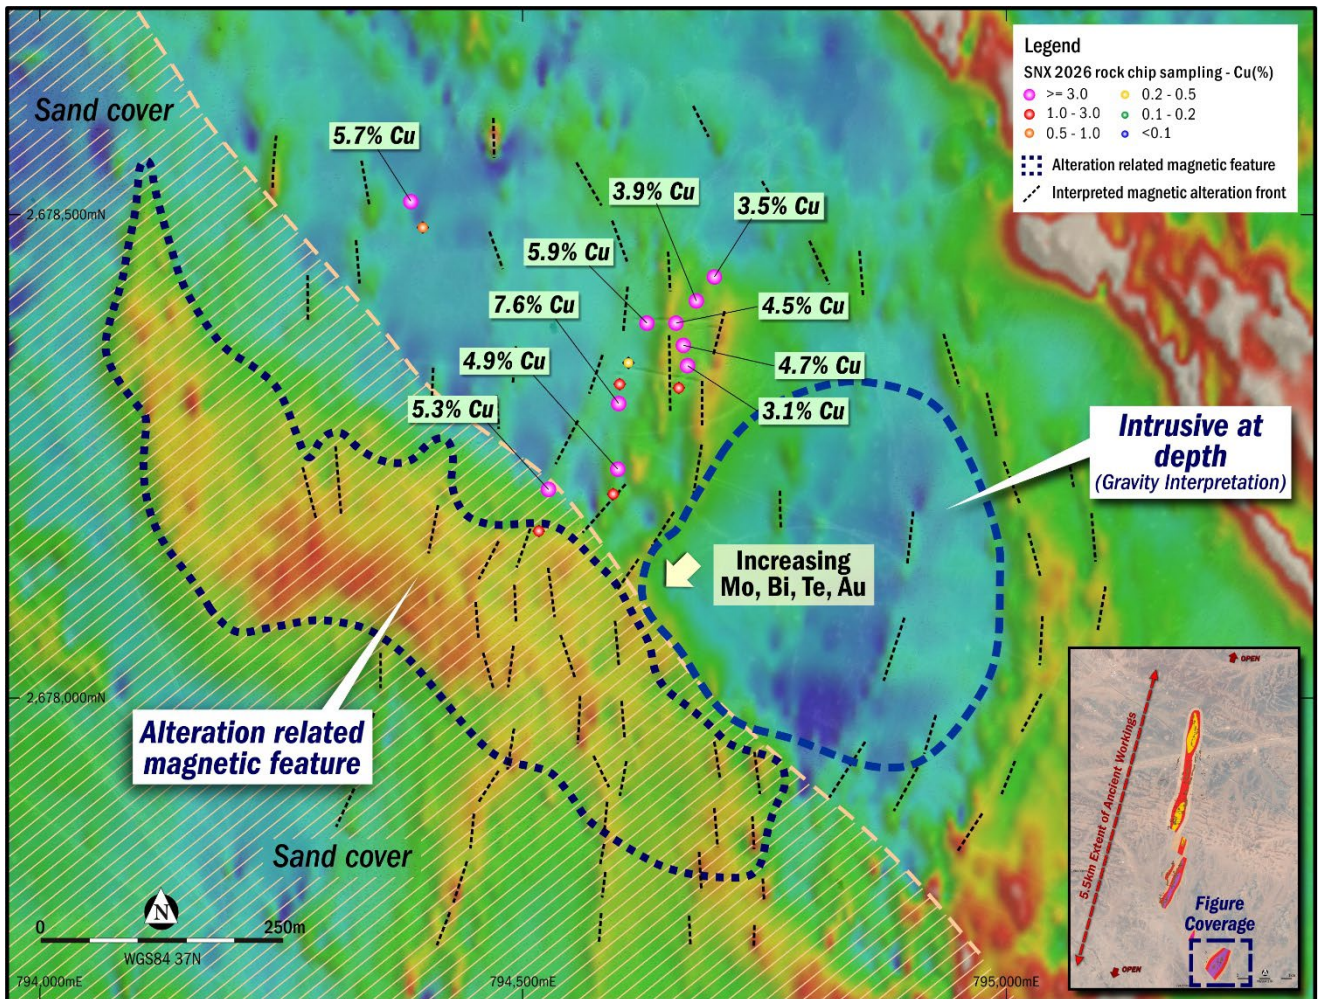 Legend
SNX 2026 rock chip sampling - Cu(%)
>= 3.0
0.2 - 0.5
1.0 - 3.0
0.1 - 0.2
0.5 - 1.0
<0.1
Alteration related magnetic feature
Interpreted magnetic alteration front
Sand cover
5.7% Cu
3.9% Cu
3.5% Cu
2,678,500mN
5.9% Cu
7.6% Cu
4.5% Cu
4.9% Cu
4.7% Cu
5.3% Cu
3.1% Cu
Intrusive at
depth
(Gravity Interpretation)
Increasing
Mo, Bi, Te, Au
2,678,000mN
Alteration related
magnetic feature
Sand cover
N
0
250m
WGS84 37N
794,000mE
794,500mE
795,000mE
OPEN
5.5km Extent of Ancient Workings
Figure
Coverage
OPEN